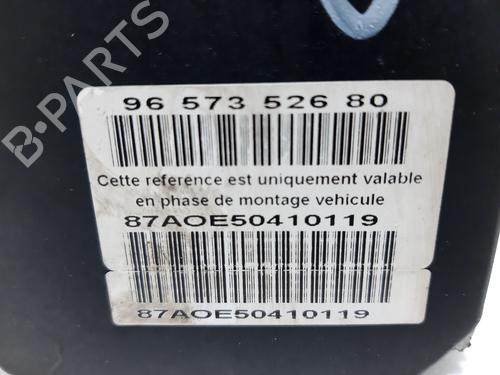 96 573 526 80
Cette reference est uniquement valable
en phase de montage vehicule
87AOE50410119
87AOE50410119
B-PARTS